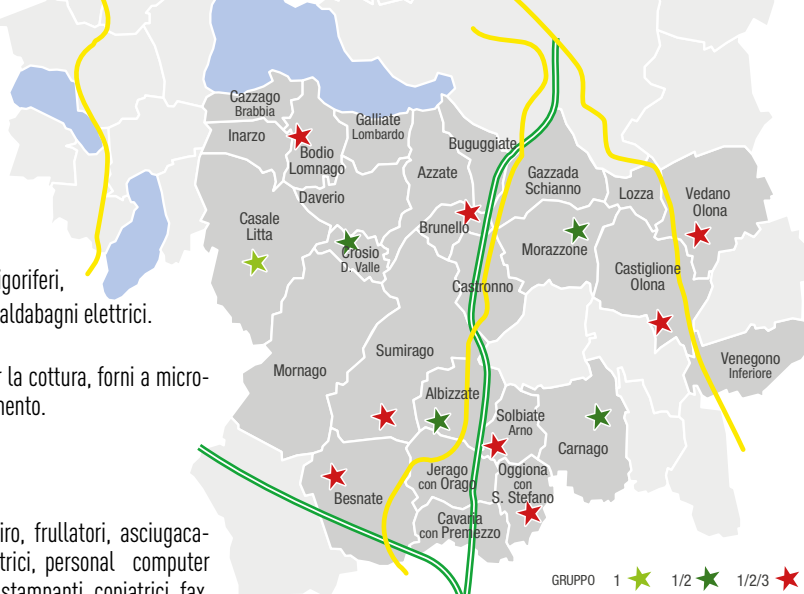 Cazzago
Brabbia
Inarzo
Bodio
Lomnago
Galliate
Lombardo
Daverio
Azzate
Buguggiate
Gazzada
Schianno
Lozza
Vedano
Olona
Casale
Litta
Crosio
D. Valle
Brunello
Morazzone
Castiglione
Olona
Castronno
igoriferi,
aldabagni elettrici.
Mornago
Sumirago
Venegono
Inferiore
r la cottura, forni a micro-
mento.
Albizzate
Solbiate
Arno
Carnago
Jerago
con Orago
Oggiona
con
S. Stefano
Besnate
Cavaria
con Premezzo
iro, frullatori, asciugaca-
trici, personal computer
stampanti, copiatrici, fax,
GRUPPO 1 1/2 1/2/3